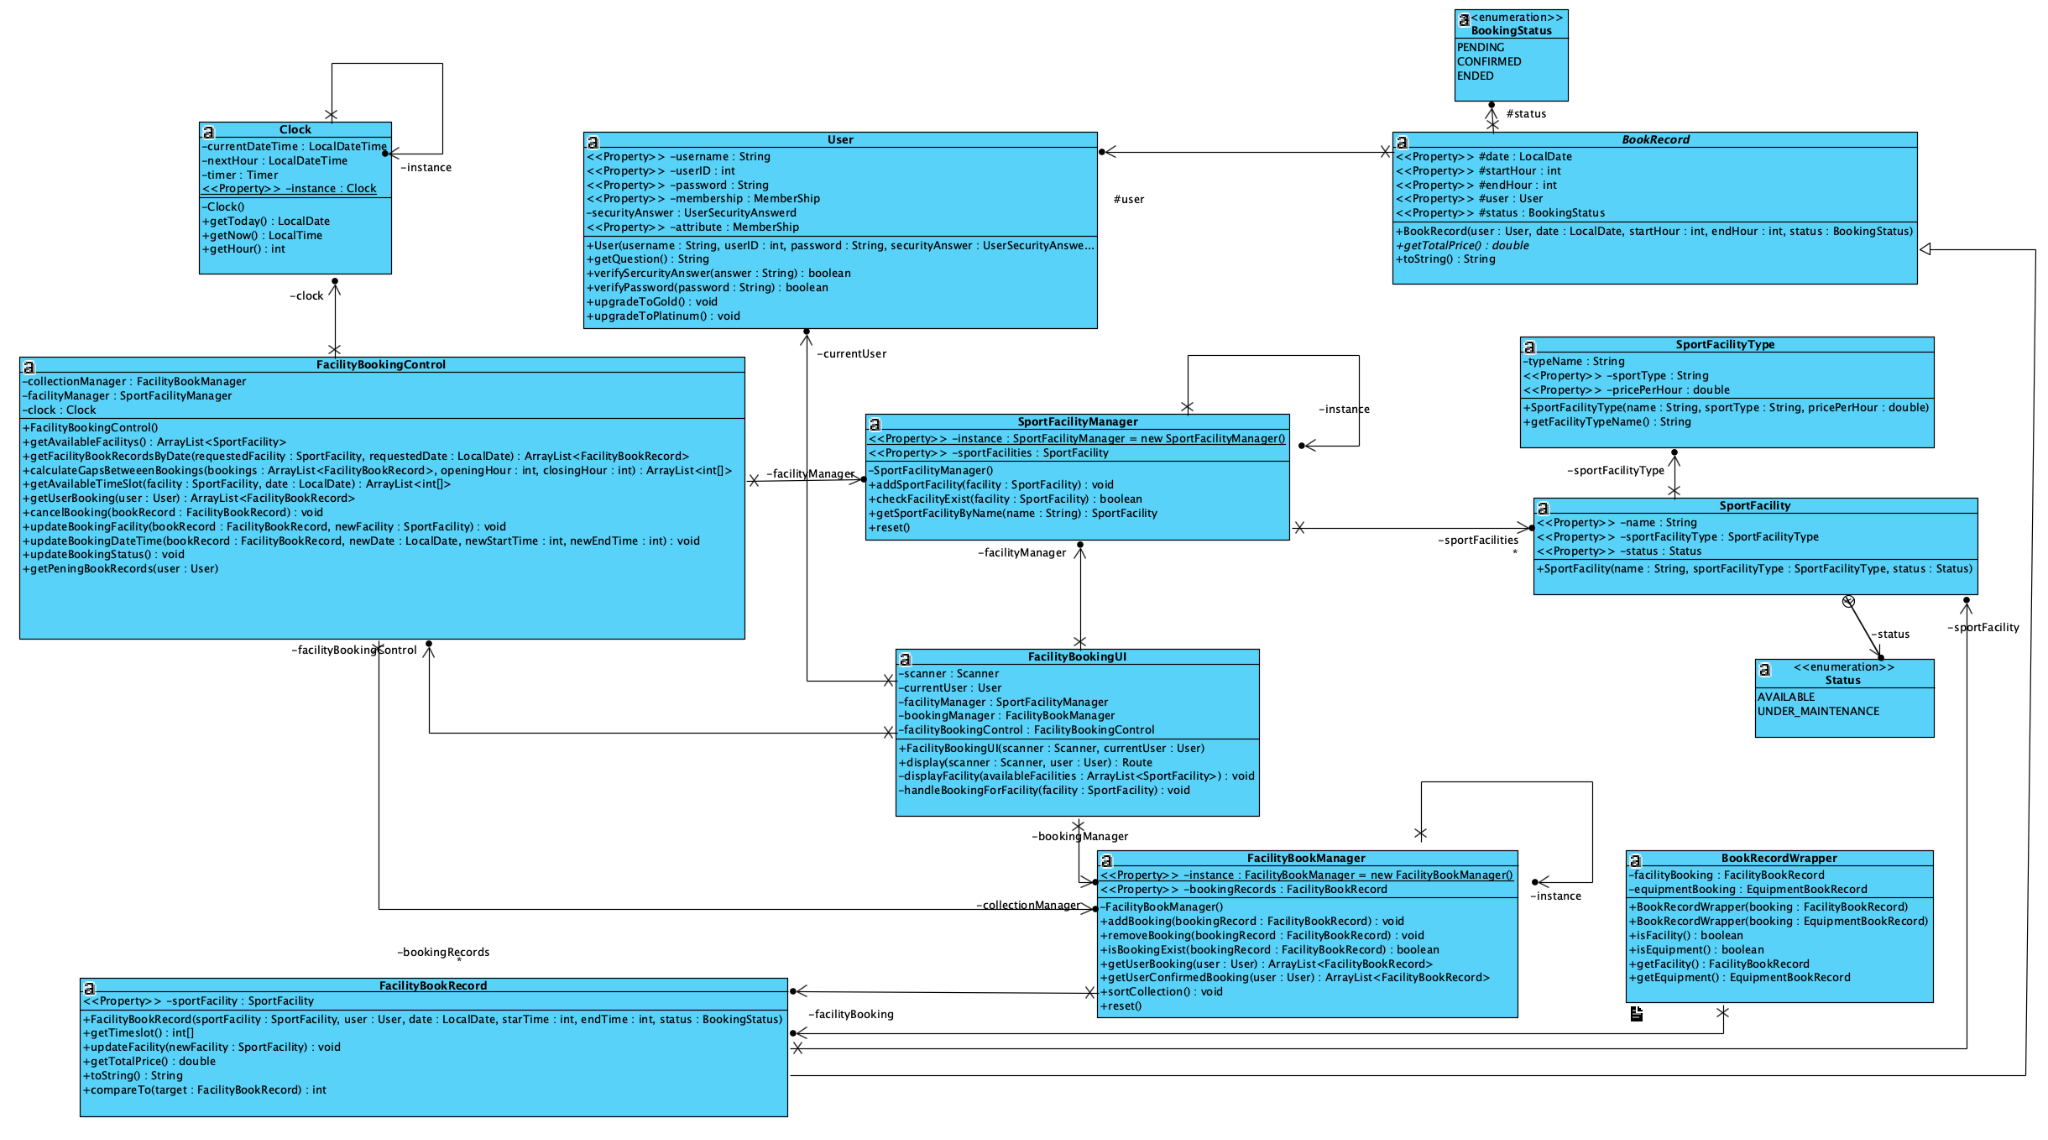 <<enumeration>>
BookingStatus
PENDING
CONFIRMED
ENDED
#status
Clock
-currentDateTime : LocalDateTime
-nextHour : LocalDateTime
-timer : Timer
<<Property>> -instance : Clock
-Clock()
+getToday() : LocalDate
+getNow() : LocalTime
+getHour() : int
-instance
-clock
User
<<Property>> -username : String
<<Property>> -userID : int
<<Property>> -password : String
<<Property>> -membership : MemberShip
-securityAnswer : UserSecurityAnswerd
<<Property>> -attribute : MemberShip
+User(username : String, userID : int, password : String, securityAnswer : UserSecurityAnswe...
+getQuestion() : String
+verifySercurityAnswer(answer : String) : boolean
+verifyPassword(password : String) : boolean
+upgradeToGold() : void
+upgradeToPlatinum() : void
#user
-currentUser
BookRecord
<<Property>> #date : LocalDate
<<Property>> #startHour : int
<<Property>> #endHour : int
<<Property>> #user : User
<<Property>> #status : BookingStatus
+BookRecord(user : User, date : LocalDate, startHour : int, endHour : int, status : BookingStatus)
+getTotalPrice() : double
+toString() : String
FacilityBookingControl
-collectionManager : FacilityBookManager
-facilityManager : SportFacilityManager
-clock : Clock
+FacilityBookingControl()
+getAvailableFacilitys() : ArrayList<SportFacility>
+getFacilityBookRecordsByDate(requestedFacility : SportFacility, requestedDate : LocalDate) : ArrayList<FacilityBookRecord>
+calculateGapsBetweeenBookings(bookings : ArrayList<FacilityBookRecord>, openingHour : int, closingHour : int) : ArrayList<int[]>
+getAvailableTimeSlot(facility : SportFacility, date : LocalDate) : ArrayList<int[]>
+getUserBooking(user : User) : ArrayList<FacilityBookRecord>
+cancelBooking(bookRecord : FacilityBookRecord) : void
+updateBookingFacility(bookRecord : FacilityBookRecord, newFacility : SportFacility) : void
+updateBookingDateTime(bookRecord : FacilityBookRecord, newDate : LocalDate, newStartTime : int, newEndTime : int) : void
+updateBookingStatus() : void
+getPeningBookRecords(user : User)
-facilityManager
-facilityBookingControl
SportFacilityManager
<<Property>> -instance : SportFacilityManager = new SportFacilityManager()
<<Property>> -sportFacilities : SportFacility
-SportFacilityManager()
+addSportFacility(facility : SportFacility) : void
+checkFacilityExist(facility : SportFacility) : boolean
+getSportFacilityByName(name : String) : SportFacility
+reset()
-instance
-facilityManager
-sportFacilities
*
SportFacilityType
-typeName : String
<<Property>> -sportType : String
<<Property>> -pricePerHour : double
+SportFacilityType(name : String, sportType : String, pricePerHour : double)
+getFacilityTypeName() : String
-sportFacilityType
SportFacility
<<Property>> -name : String
<<Property>> -sportFacilityType : SportFacilityType
<<Property>> -status : Status
+SportFacility(name : String, sportFacilityType : SportFacilityType, status : Status)
-status
-sportFacility
<<enumeration>>
Status
AVAILABLE
UNDER_MAINTENANCE
FacilityBookingUI
-scanner : Scanner
-currentUser : User
-facilityManager : SportFacilityManager
-bookingManager : FacilityBookManager
-facilityBookingControl : FacilityBookingControl
+FacilityBookingUI(scanner : Scanner, currentUser : User)
+display(scanner : Scanner, user : User) : Route
-displayFacility(availableFacilities : ArrayList<SportFacility>) : void
-handleBookingForFacility(facility : SportFacility) : void
-bookingManager
FacilityBookManager
<<Property>> -instance : FacilityBookManager = new FacilityBookManager()
<<Property>> -bookingRecords : FacilityBookRecord
-FacilityBookManager()
+addBooking(bookingRecord : FacilityBookRecord) : void
+removeBooking(bookingRecord : FacilityBookRecord) : void
+isBookingExist(bookingRecord : FacilityBookRecord) : boolean
+getUserBooking(user : User) : ArrayList<FacilityBookRecord>
+getUserConfirmedBooking(user : User) : ArrayList<FacilityBookRecord>
+sortCollection() : void
+reset()
-instance
-collectionManager
BookRecordWrapper
-facilityBooking : FacilityBookRecord
-equipmentBooking : EquipmentBookRecord
+BookRecordWrapper(booking : FacilityBookRecord)
+BookRecordWrapper(booking : EquipmentBookRecord)
+isFacility() : boolean
+isEquipment() : boolean
+getFacility() : FacilityBookRecord
+getEquipment() : EquipmentBookRecord
-bookingRecords
*
-facilityBooking
FacilityBookRecord
<<Property>> -sportFacility : SportFacility
+FacilityBookRecord(sportFacility : SportFacility, user : User, date : LocalDate, starTime : int, endTime : int, status : BookingStatus)
+getTimeslot() : int[]
+updateFacility(newFacility : SportFacility) : void
+getTotalPrice() : double
+toString() : String
+compareTo(target : FacilityBookRecord) : int